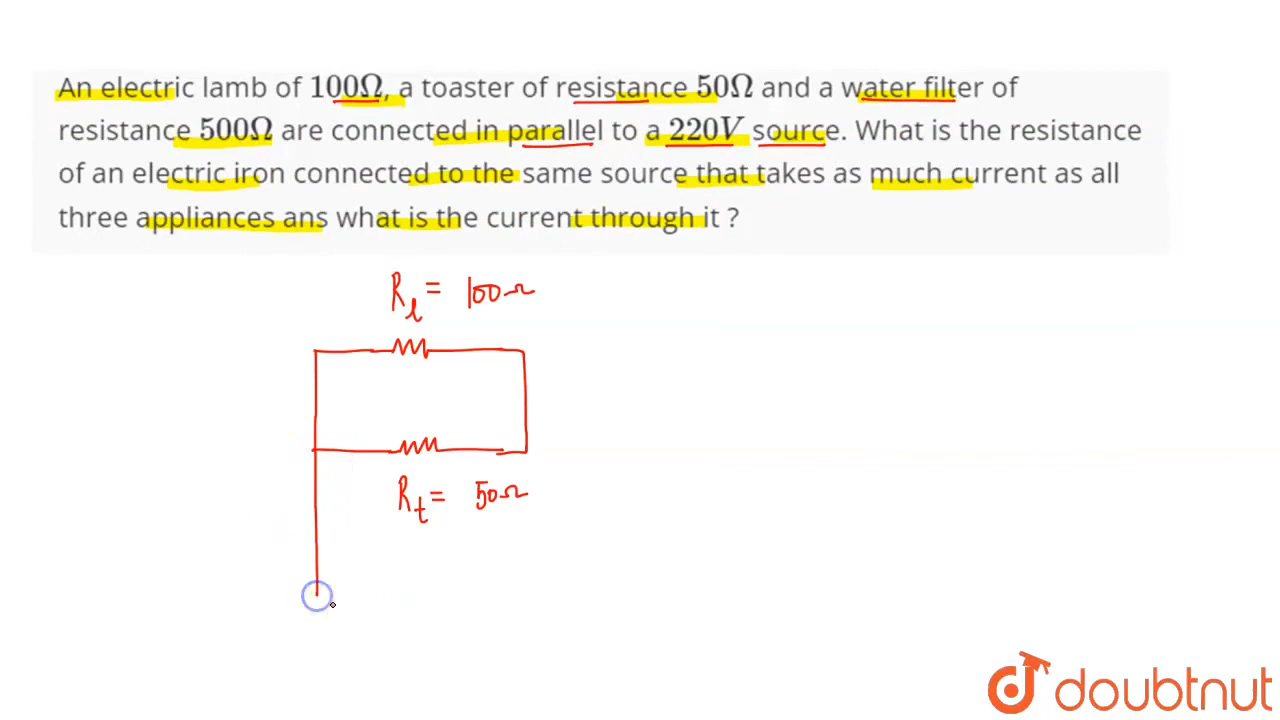 An electric lamb of 100Ω, a toaster of resistance 50Ω and a water filter of
resistance 500Ω are connected in parallel to a 220V source. What is the resistance
of an electric iron connected to the same source that takes as much current as all
three appliances ans what is the current through it ?
R_l = 100Ω
R_t = 50Ω
doubtnut